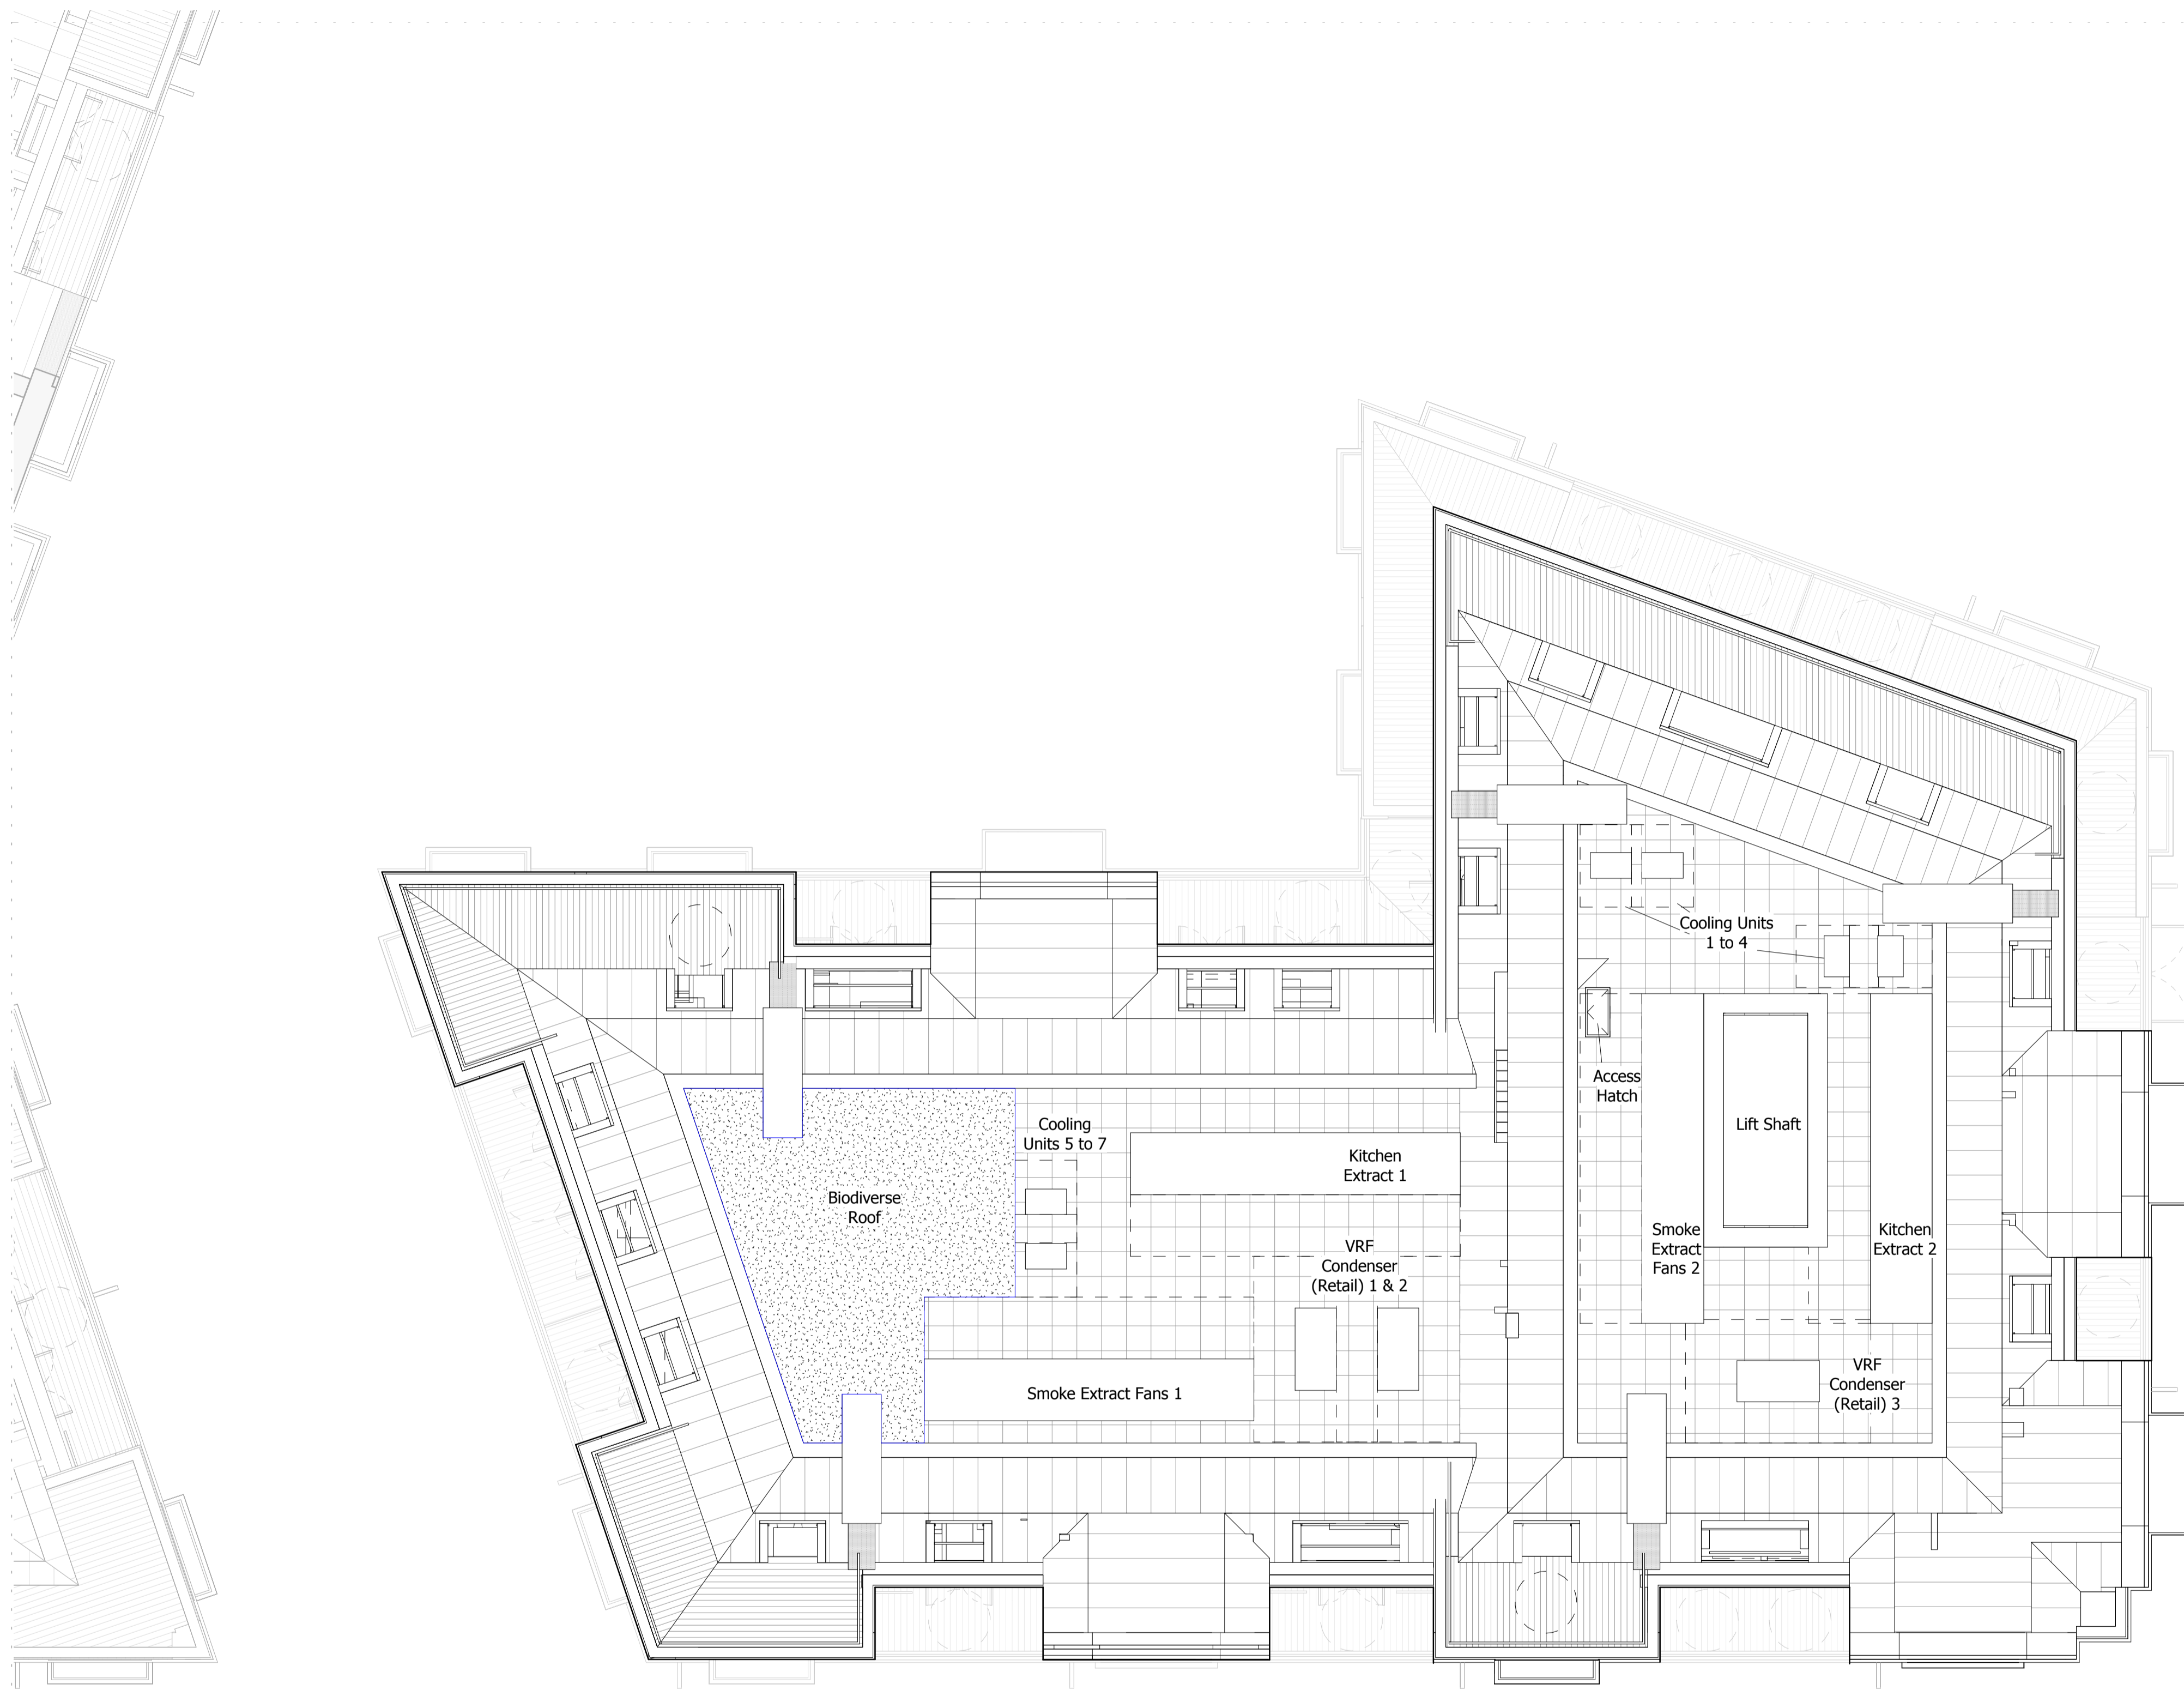 Cooling Units
1 to 4
Access
Hatch
Lift Shaft
Cooling
Units 5 to 7
Kitchen
Extract 1
Biodiverse
Roof
Smoke
Extract
Fans 2
Kitchen
Extract 2
VRF
Condenser
(Retail) 1 & 2
Smoke Extract Fans 1
VRF
Condenser
(Retail) 3